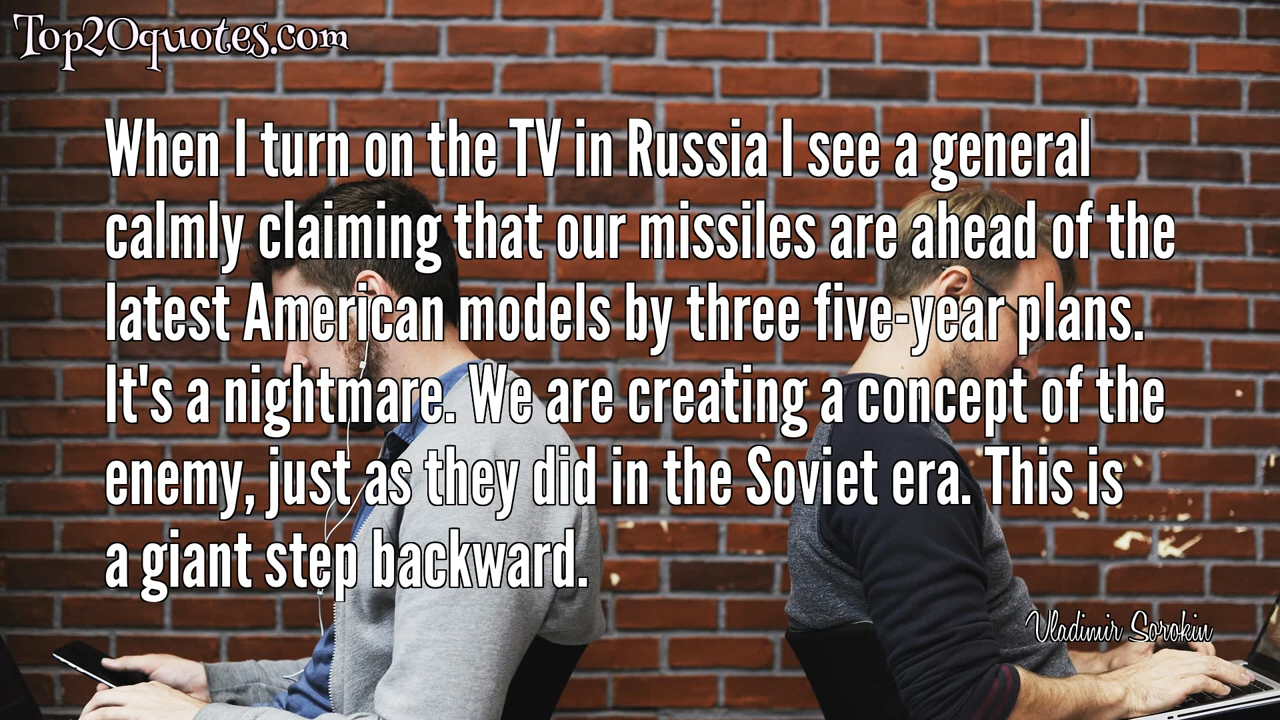 Top20quotes.com
When I turn on the TV in Russia I see a general
calmly claiming that our missiles are ahead of the
latest American models by three five-year plans.
It's a nightmare. We are creating a concept of the
enemy, just as they did in the Soviet era. This is
a giant step backward.
Vladimir Sorokin